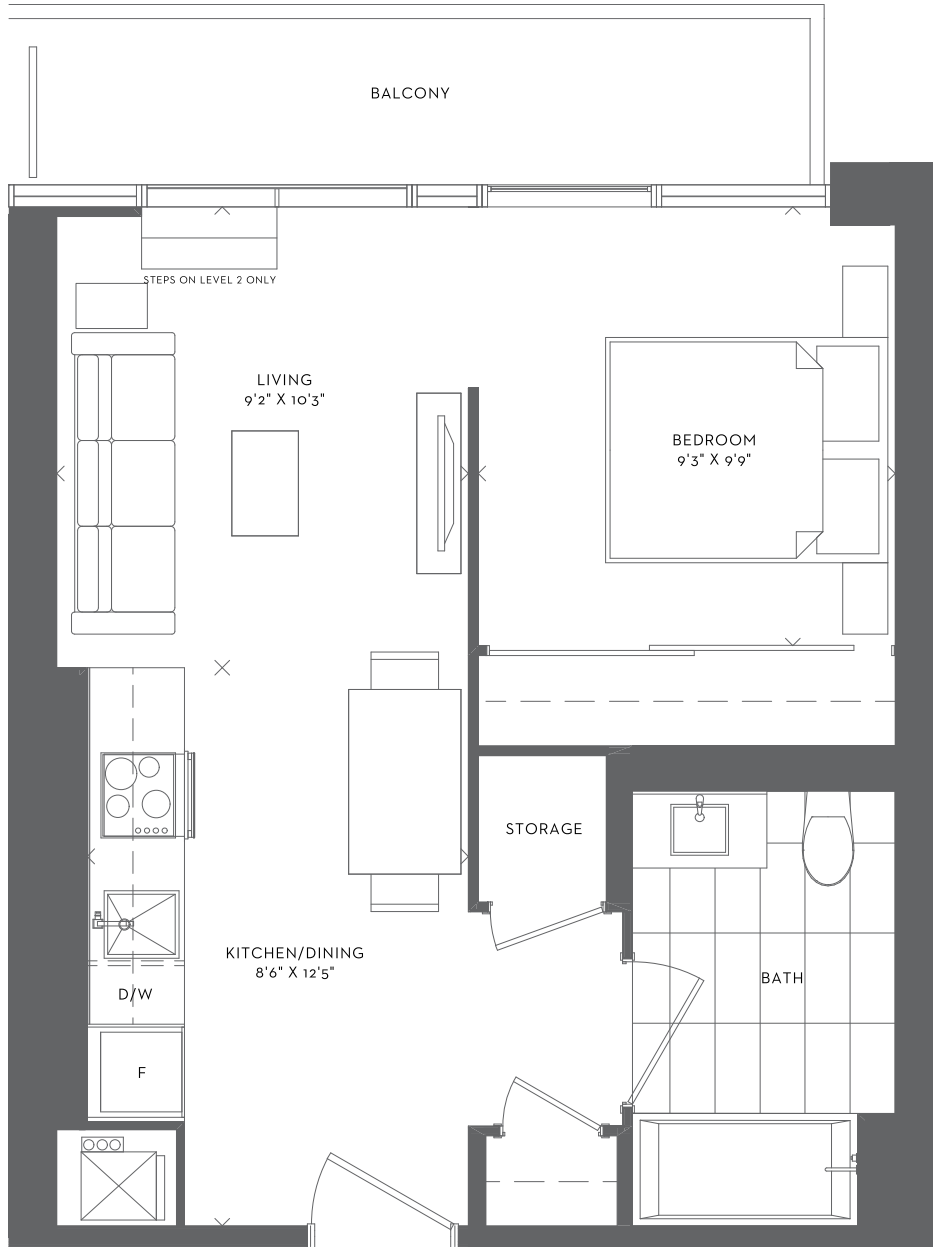 BALCONY
STEPS ON LEVEL 2 ONLY
LIVING
9'2" X 10'3"
BEDROOM
9'3" X 9'9"
STORAGE
KITCHEN/DINING
8'6" X 12'5"
BATH
D/W
F